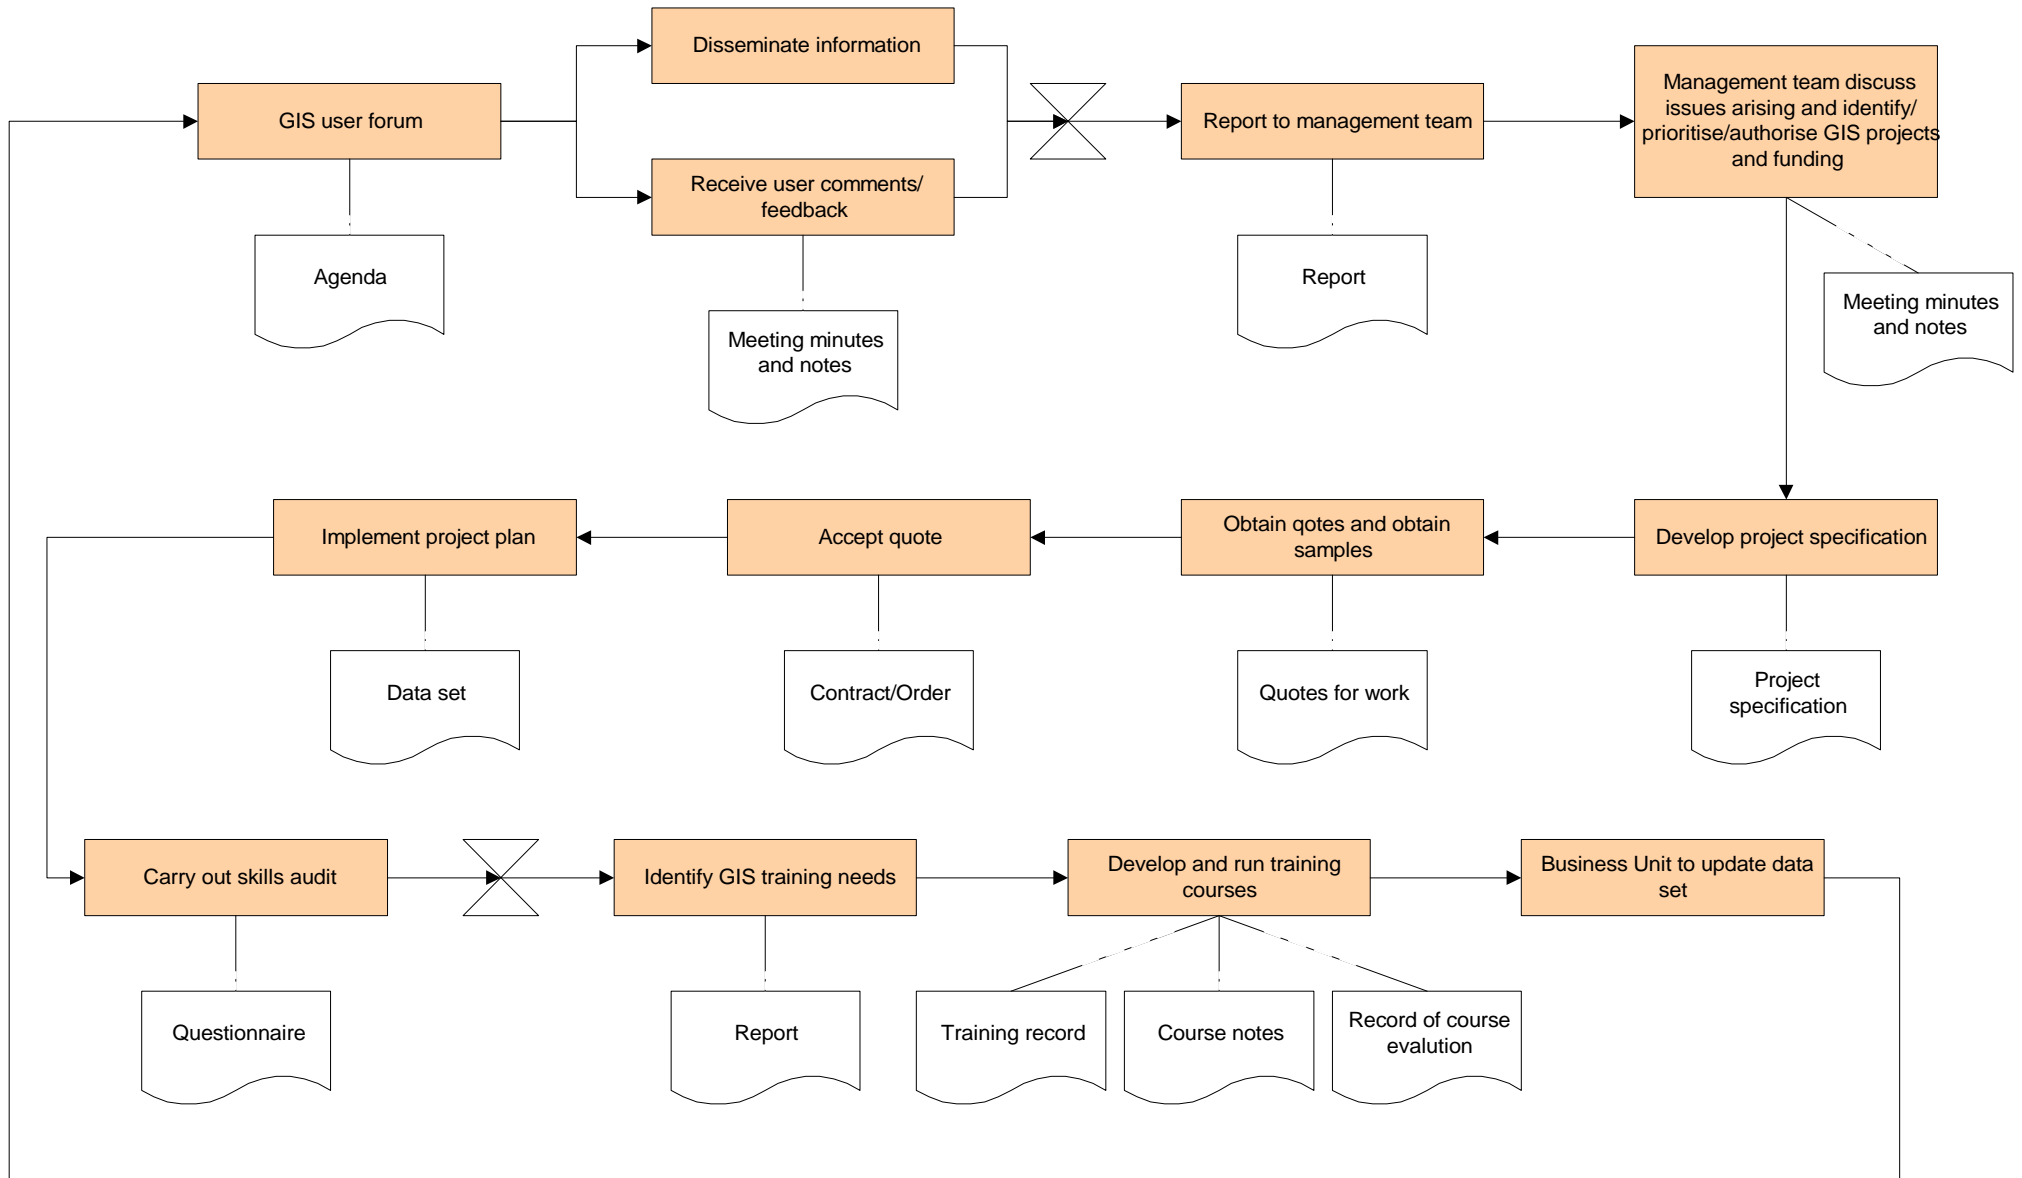 Disseminate information
GIS user forum
Receive user comments/
feedback
Report to management team
Management team discuss
issues arising and identify/
prioritise/authorise GIS projects
and funding
Agenda
Meeting minutes
and notes
Report
Meeting minutes
and notes
Implement project plan
Accept quote
Obtain qotes and obtain
samples
Develop project specification
Data set
Contract/Order
Quotes for work
Project
specification
Carry out skills audit
Identify GIS training needs
Develop and run training
courses
Business Unit to update data
set
Questionnaire
Report
Training record
Course notes
Record of course
evalution